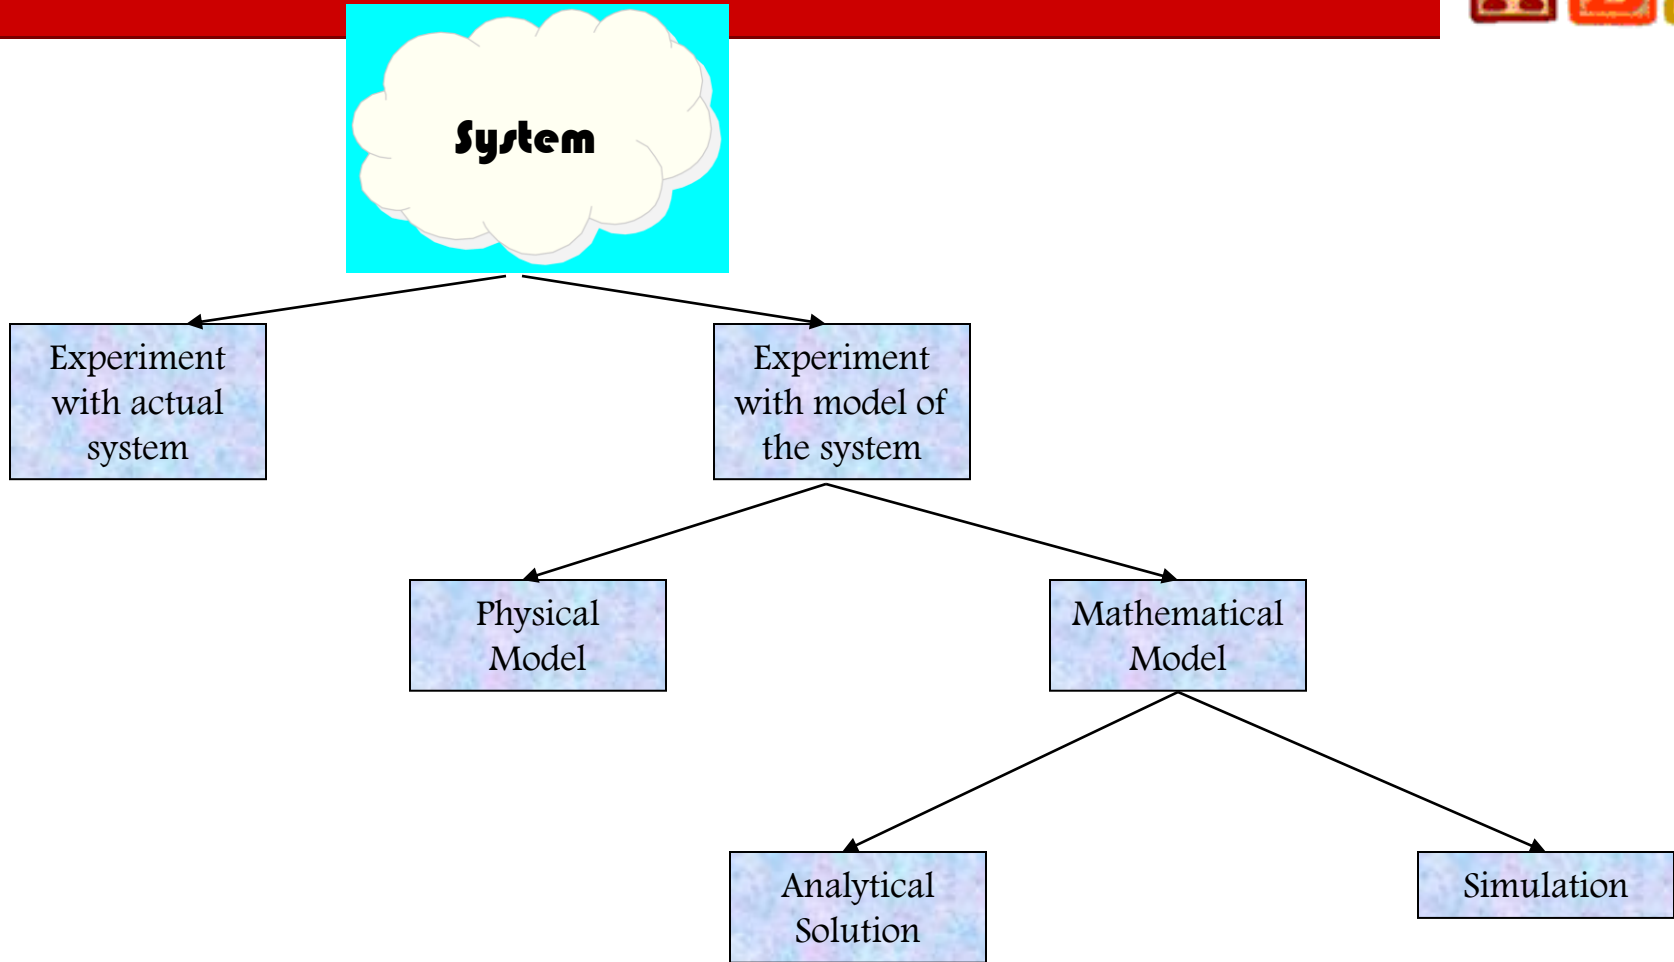 System
Experiment
with actual
system
Experiment
with model of
the system
Physical
Model
Mathematical
Model
Analytical
Solution
Simulation